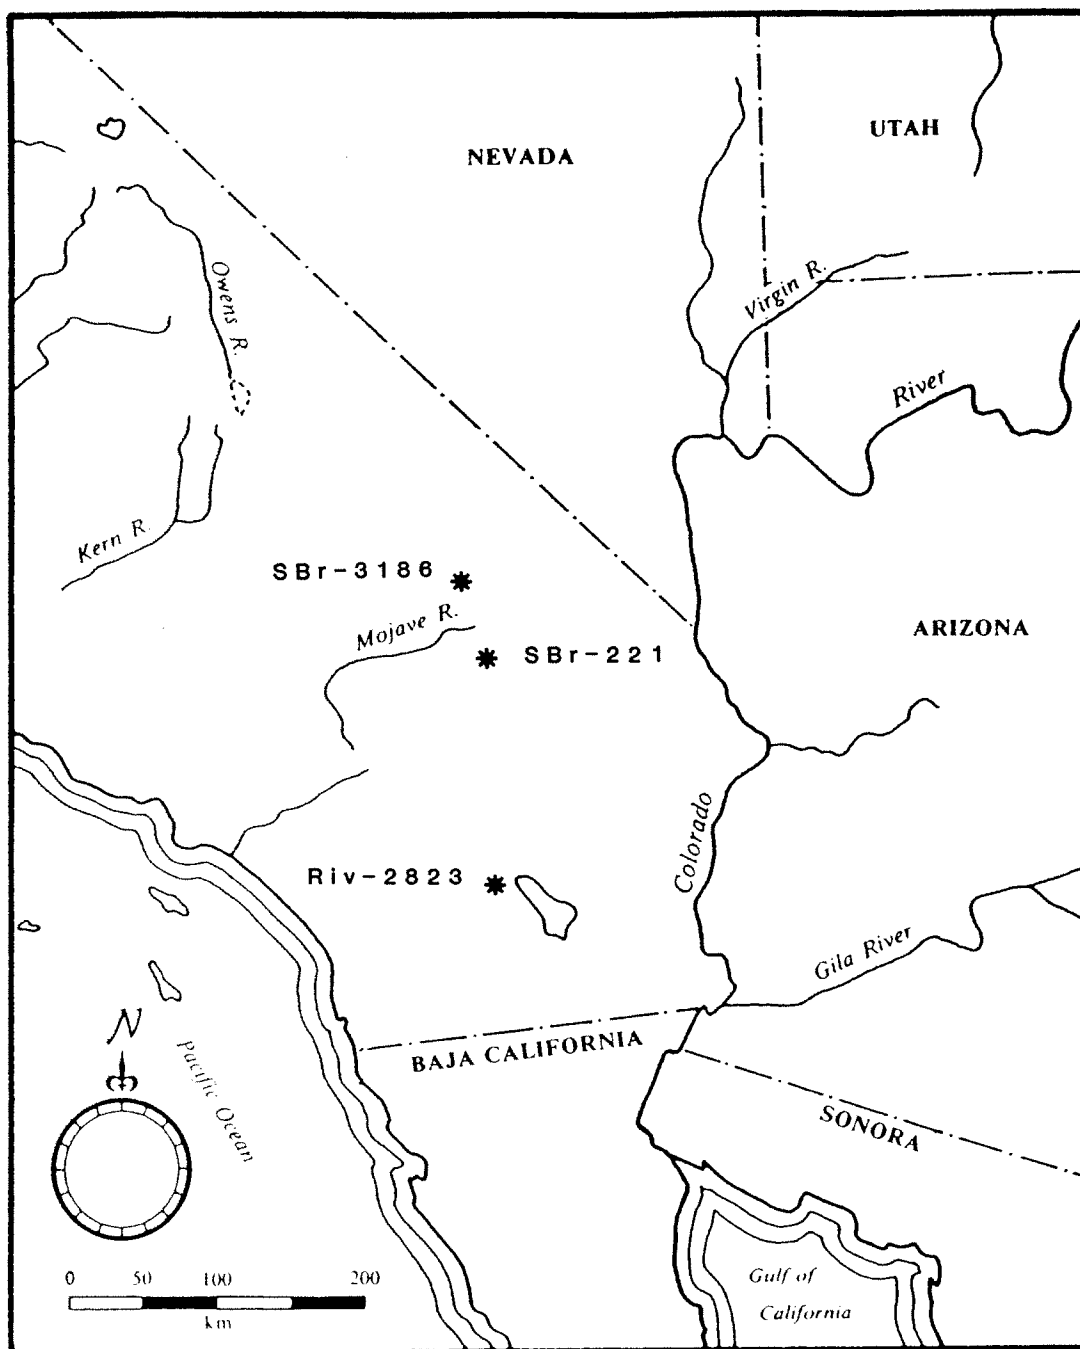 NEVADA
UTAH
Owens R.
Virgin R.
River
Kern R.
SBr-3186
Mojave R.
SBr-221
ARIZONA
Colorado
Riv-2823
Gila River
N
BAJA CALIFORNIA
Pacific Ocean
SONORA
0 50 100 200
km
Gulf of
California